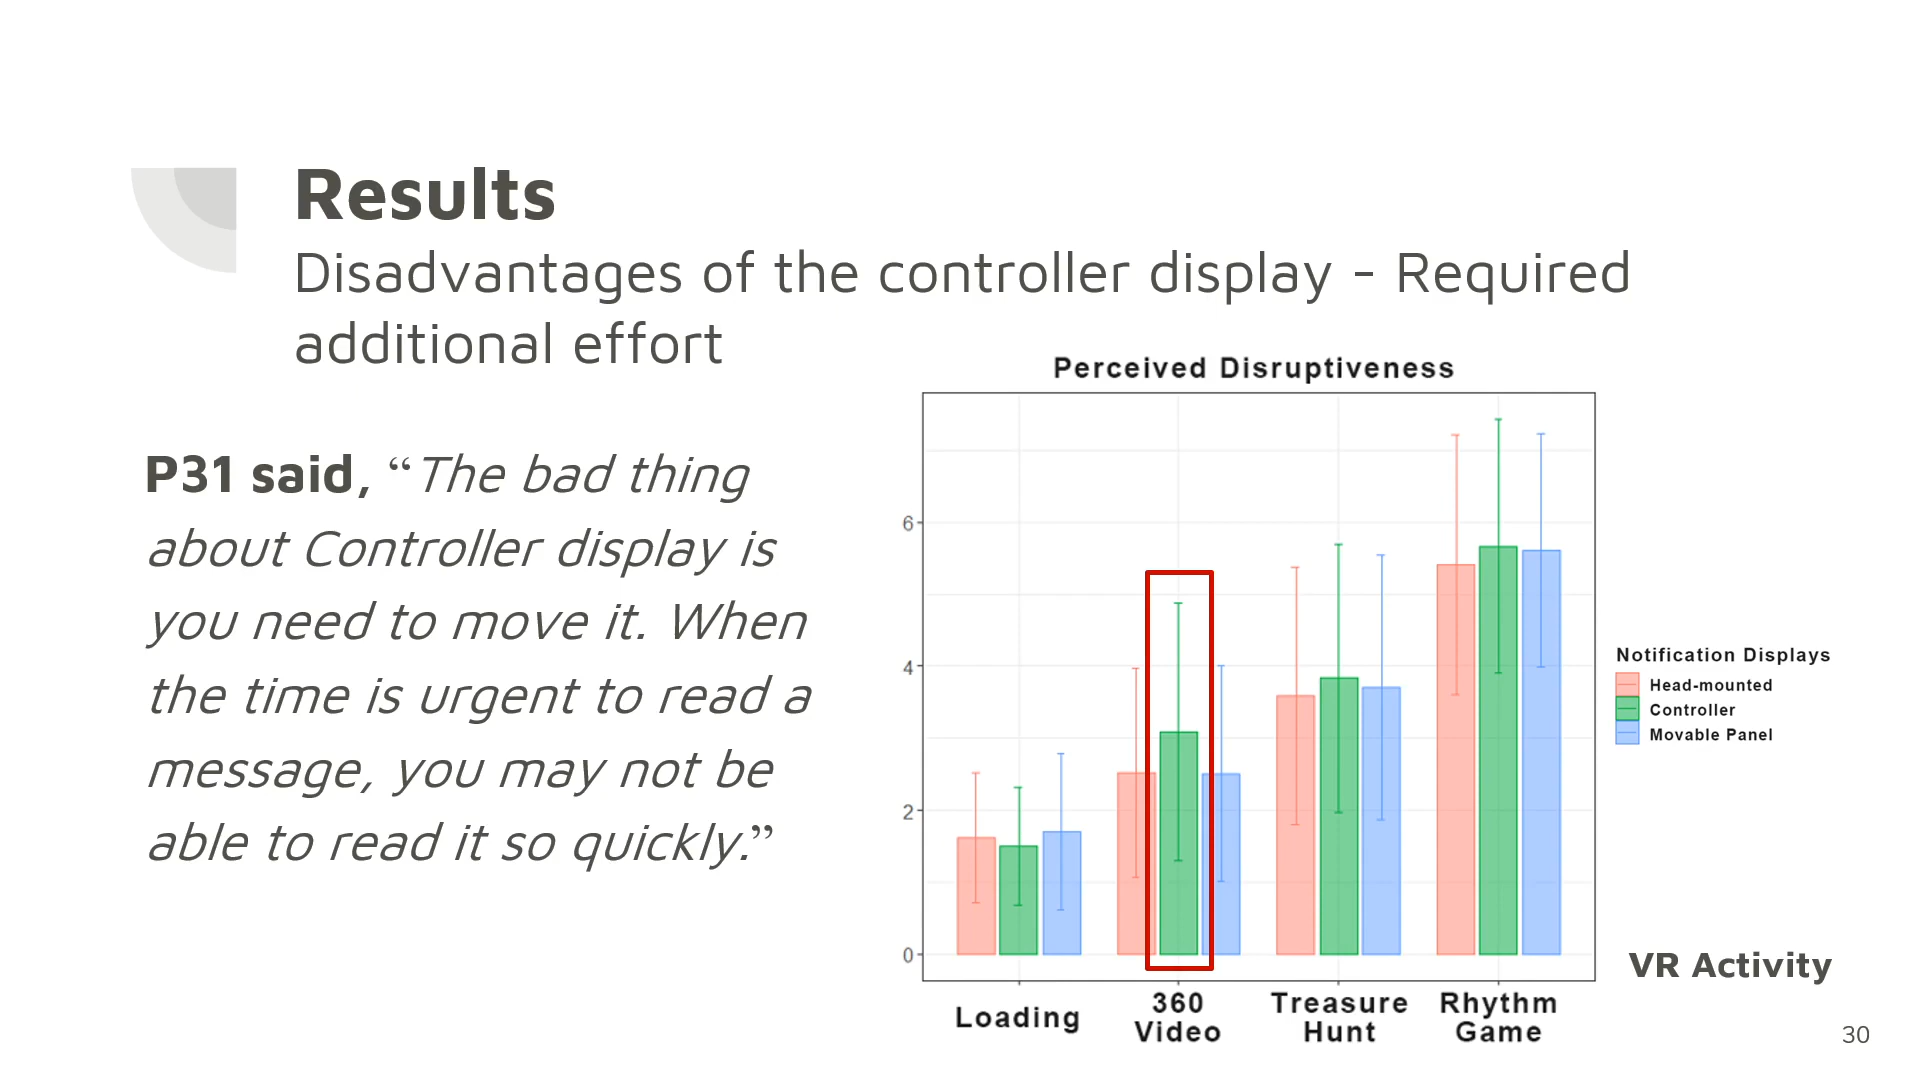 Results
Disadvantages of the controller display - Required
additional effort
P31 said, “The bad thing
about Controller display is
you need to move it. When
the time is urgent to read a
message, you may not be
able to read it so quickly.”
Perceived Disruptiveness
6
4
2
0
Loading
360
Video
Treasure
Hunt
Rhythm
Game
Notification Displays
Head-mounted
Controller
Movable Panel
VR Activity
30